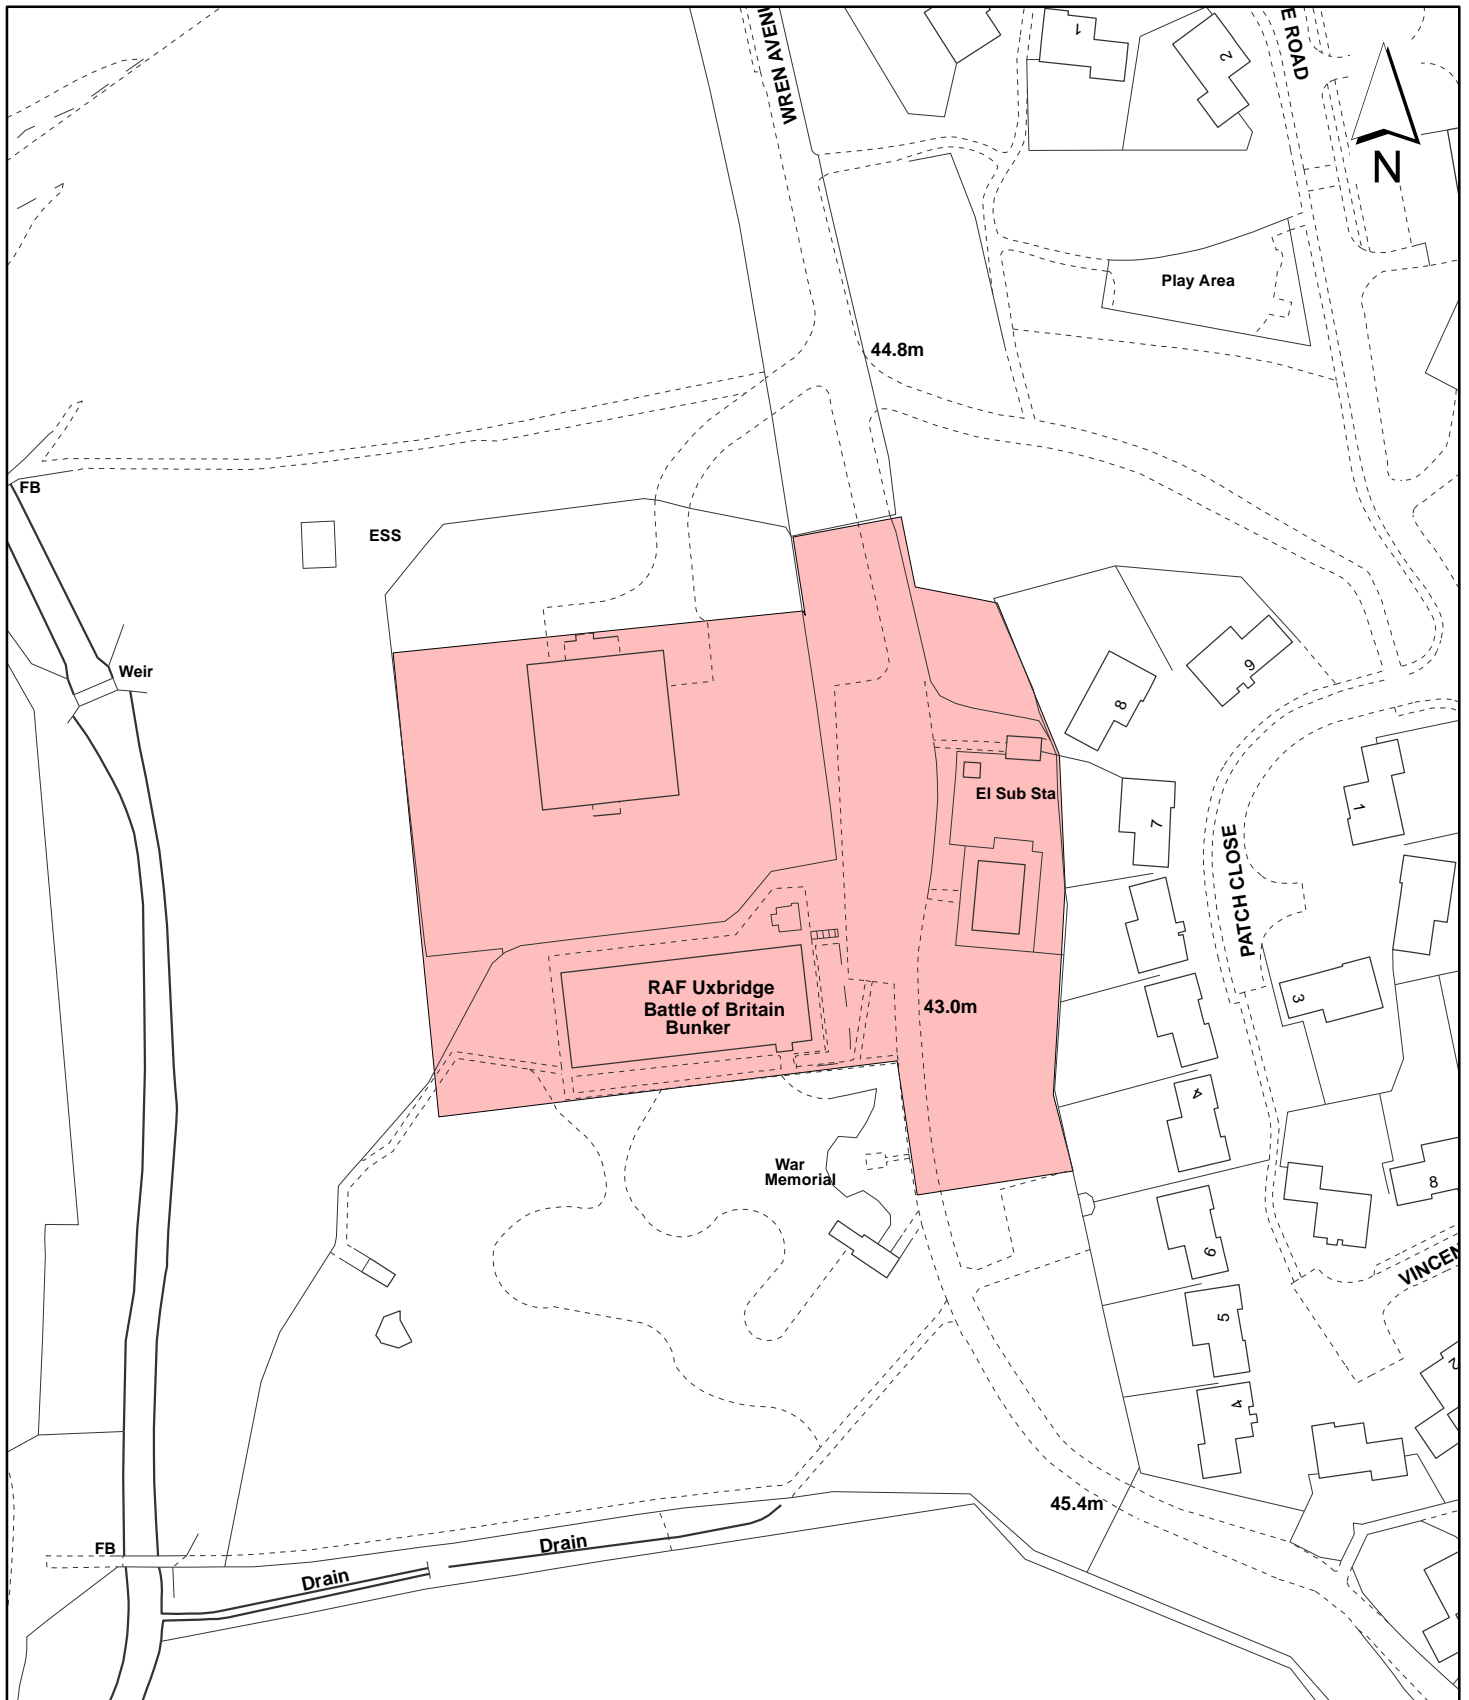 WREN AVEN
E ROAD
1
2
N
Play Area
44.8m
FB
ESS
Weir
8
9
El Sub Sta
7
1
PATCH CLOSE
RAF Uxbridge
Battle of Britain
Bunker
43.0m
3
4
War
Memorial
8
6
VINCEN
5
2
4
45.4m
FB
Drain
Drain